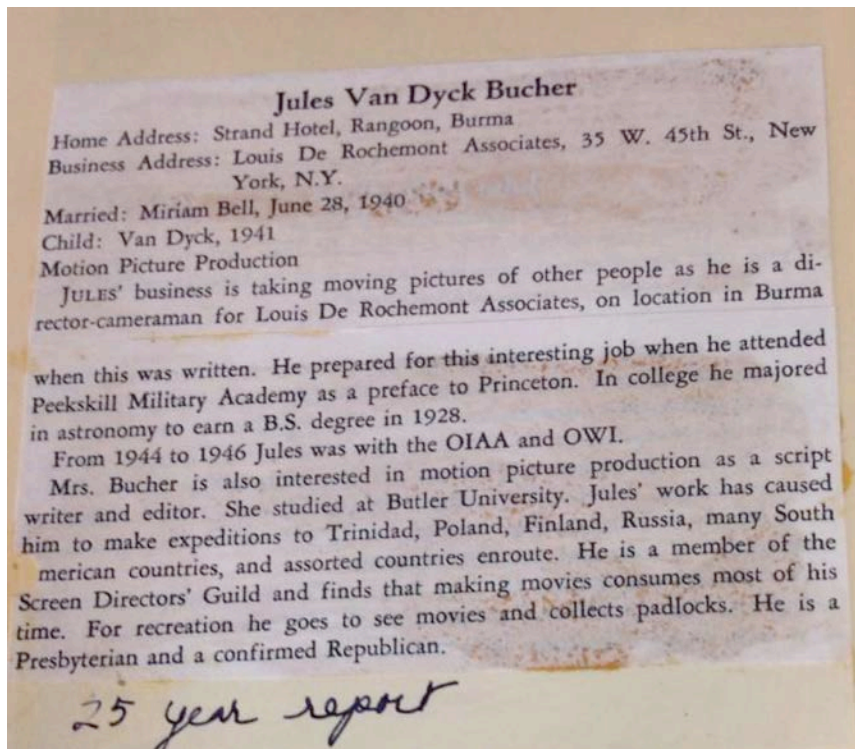 Jules Van Dyck Bucher
Home Address: Strand Hotel, Rangoon, Burma
Business Address: Louis De Rochemont Associates, 35 W. 45th St., New
York, N.Y.
Married: Miriam Bell, June 28, 1940
Child: Van Dyck, 1941
Motion Picture Production
JULES' business is taking moving pictures of other people as he is a di-
rector-cameraman for Louis De Rochemont Associates, on location in Burma
when this was written. He prepared for this interesting job when he attended
Peekskill Military Academy as a preface to Princeton. In college he majored
in astronomy to earn a B.S. degree in 1928.
From 1944 to 1946 Jules was with the OIAA and OWI.
Mrs. Bucher is also interested in motion picture production as a script
writer and editor. She studied at Butler University. Jules' work has caused
him to make expeditions to Trinidad, Poland, Finland, Russia, many South
merican countries, and assorted countries enroute. He is a member of the
Screen Directors' Guild and finds that making movies consumes most of his
time. For recreation he goes to see movies and collects padlocks. He is a
Presbyterian and a confirmed Republican.
25 year report